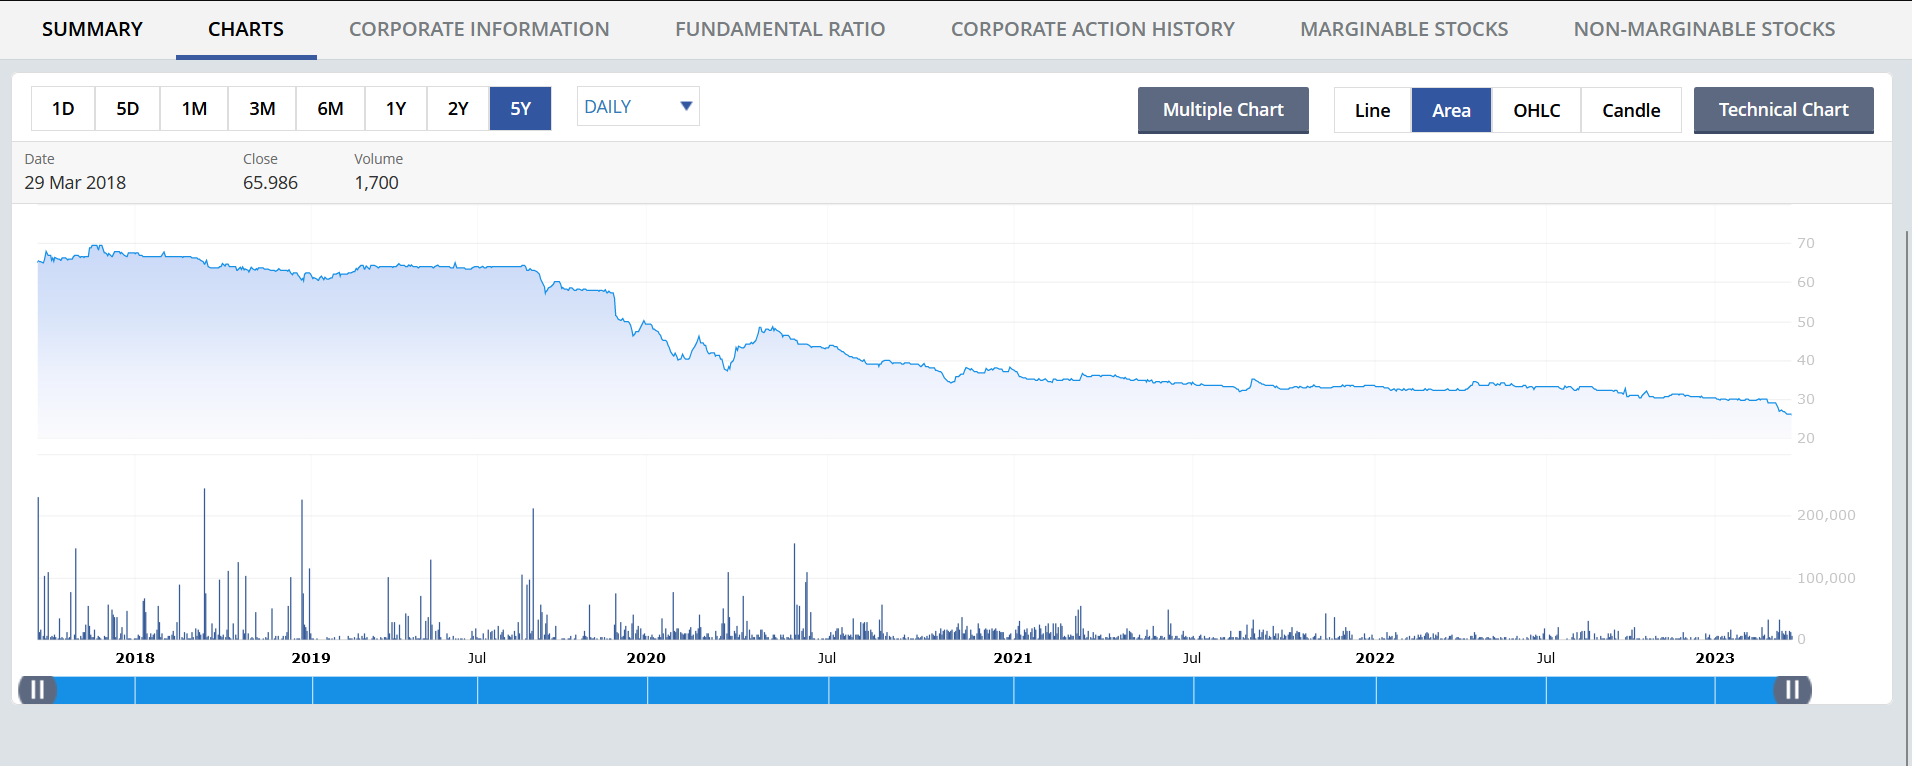 SUMMARY CHARTS CORPORATE INFORMATION FUNDAMENTAL RATIO CORPORATE ACTION HISTORY MARGINABLE STOCKS NON-MARGINABLE STOCKS
1D 5D 1M 3M 6M 1Y 2Y 5Y DAILY Multiple Chart Line Area OHLC Candle Technical Chart
Date Close Volume
29 Mar 2018 65.986 1,700
70
60
50
40
30
20
200,000
100,000
0
2018 2019 Jul 2020 Jul 2021 Jul 2022 Jul 2023